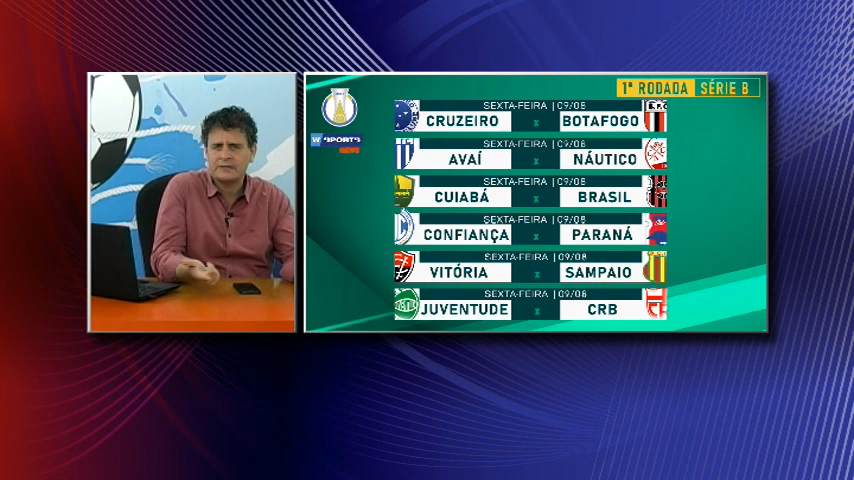 1ª RODADA SÉRIE B
W SPORTS
NEWS
SEXTA-FEIRA | 09/08
CRUZEIRO x BOTAFOGO
SEXTA-FEIRA | 09/08
AVAÍ x NÁUTICO
SEXTA-FEIRA | 09/08
CUIABÁ x BRASIL
SEXTA-FEIRA | 09/08
CONFIANÇA x PARANÁ
SEXTA-FEIRA | 09/08
VITÓRIA x SAMPAIO
SEXTA-FEIRA | 09/08
JUVENTUDE x CRB